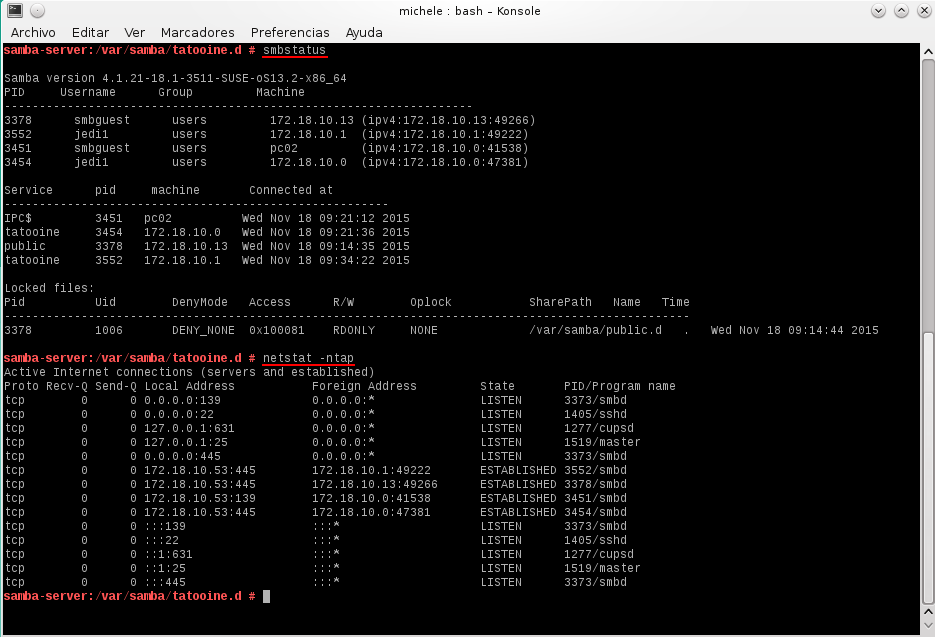 michele : bash – Konsole
Archivo Editar Ver Marcadores Preferencias Ayuda
samba-server:/var/samba/tatooine.d # smbstatus
Samba version 4.1.21-18.1-3511-SUSE-oS13.2-x86_64
PID Username Group Machine
-------------------------------------------------------------------
3378 smbguest users 172.18.10.13 (ipv4:172.18.10.13:49266)
3552 jedi1 users 172.18.10.1 (ipv4:172.18.10.1:49222)
3451 smbguest users pc02 (ipv4:172.18.10.0:41538)
3454 jedi1 users 172.18.10.0 (ipv4:172.18.10.0:47381)
Service pid machine Connected at
-------------------------------------------------------
IPC$ 3451 pc02 Wed Nov 18 09:21:12 2015
tatooine 3454 172.18.10.0 Wed Nov 18 09:21:36 2015
public 3378 172.18.10.13 Wed Nov 18 09:14:35 2015
tatooine 3552 172.18.10.1 Wed Nov 18 09:34:22 2015
Locked files:
Pid Uid DenyMode Access R/W Oplock SharePath Name Time
--------------------------------------------------------------------------------------------------
3378 1006 DENY_NONE 0x100081 RDONLY NONE /var/samba/public.d . Wed Nov 18 09:14:44 2015
samba-server:/var/samba/tatooine.d # netstat -ntap
Active Internet connections (servers and established)
Proto Recv-Q Send-Q Local Address Foreign Address State PID/Program name
tcp 0 0 0.0.0.0:139 0.0.0.0:* LISTEN 3373/smbd
tcp 0 0 0.0.0.0:22 0.0.0.0:* LISTEN 1405/sshd
tcp 0 0 127.0.0.1:631 0.0.0.0:* LISTEN 1277/cupsd
tcp 0 0 127.0.0.1:25 0.0.0.0:* LISTEN 1519/master
tcp 0 0 0.0.0.0:445 0.0.0.0:* LISTEN 3373/smbd
tcp 0 0 172.18.10.53:445 172.18.10.1:49222 ESTABLISHED 3552/smbd
tcp 0 0 172.18.10.53:445 172.18.10.13:49266 ESTABLISHED 3378/smbd
tcp 0 0 172.18.10.53:139 172.18.10.0:41538 ESTABLISHED 3451/smbd
tcp 0 0 172.18.10.53:445 172.18.10.0:47381 ESTABLISHED 3454/smbd
tcp 0 0 :::139 :::* LISTEN 3373/smbd
tcp 0 0 :::22 :::* LISTEN 1405/sshd
tcp 0 0 ::1:631 :::* LISTEN 1277/cupsd
tcp 0 0 ::1:25 :::* LISTEN 1519/master
tcp 0 0 :::445 :::* LISTEN 3373/smbd
samba-server:/var/samba/tatooine.d #